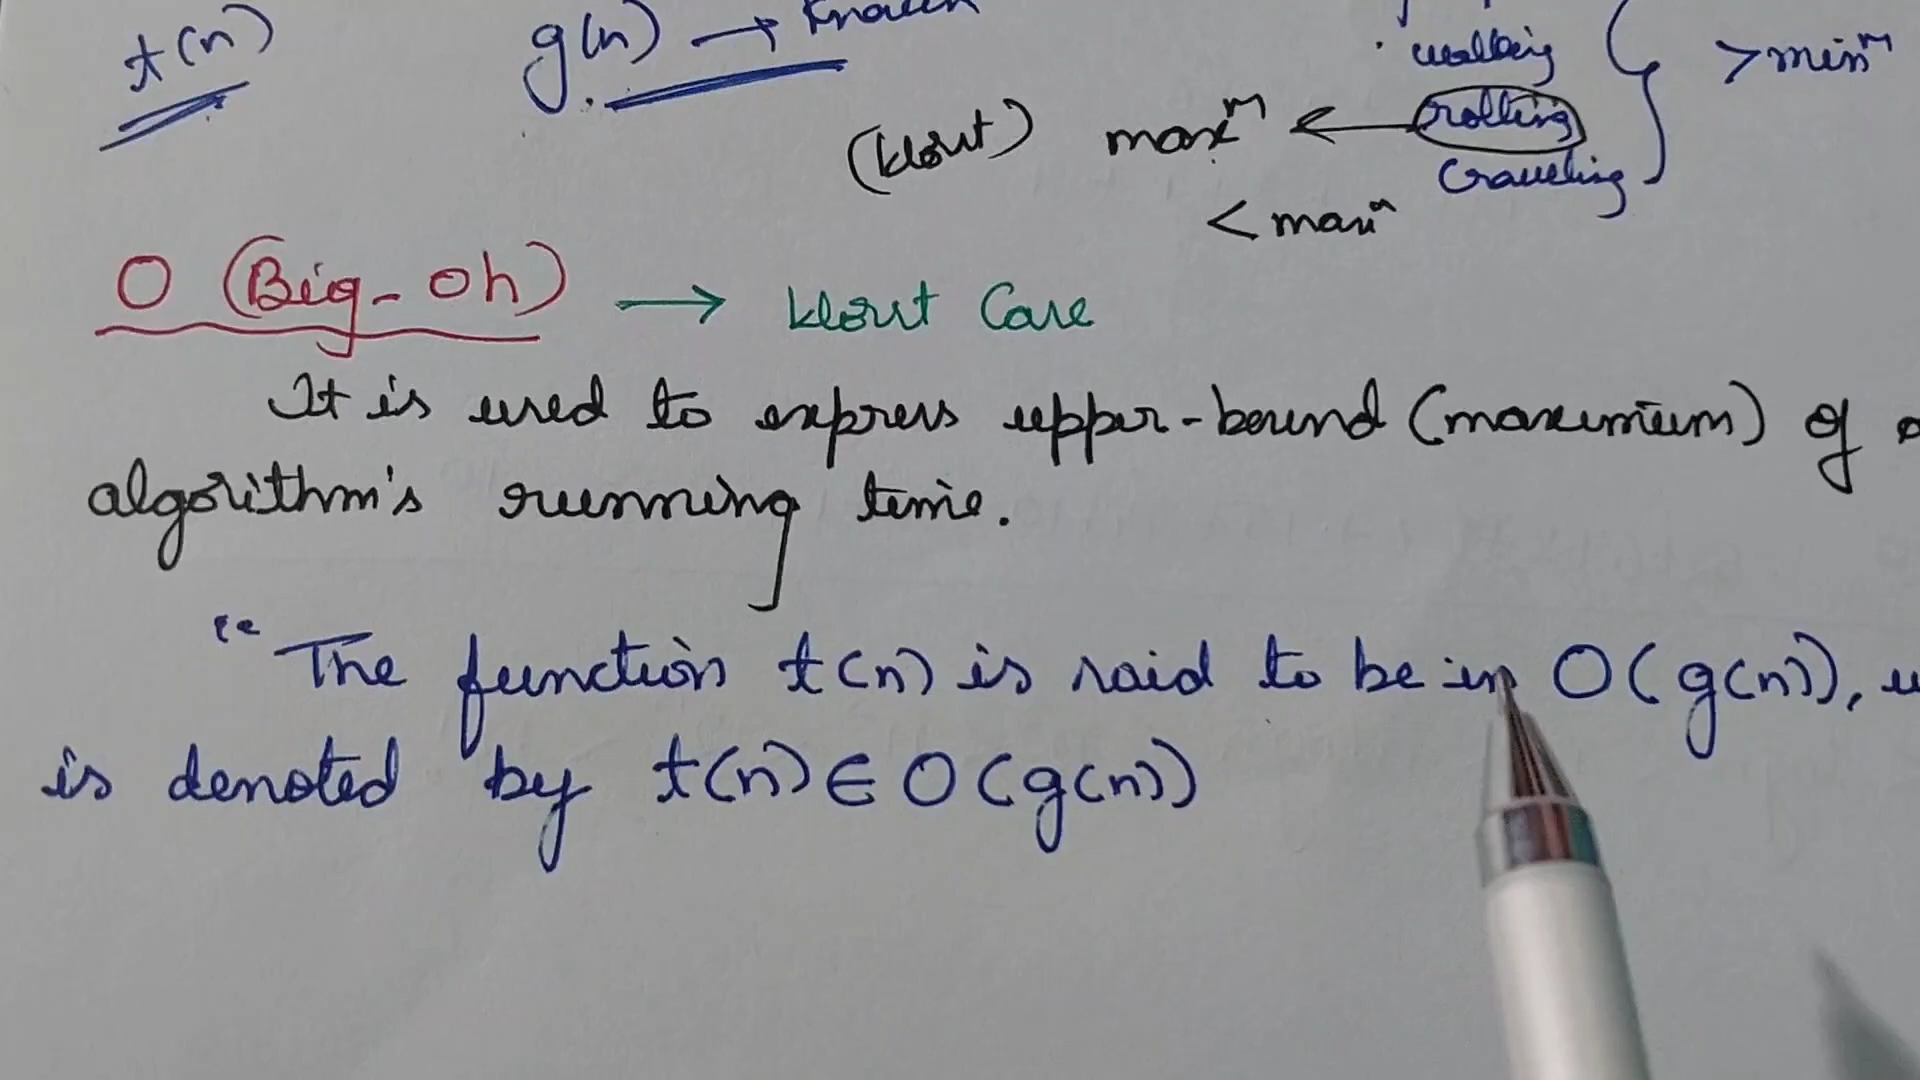 t(n) g(n) → Known
walking
> minᵐ
(Worst) maxᵐ ← rolling
crawling
< maxᵐ
O (Big-Oh) → Worst Case
It is used to express upper-bound (maximum) of a
algorithm's running time.
"The function t(n) is said to be in O(g(n)),
is denoted by t(n) ∈ O(g(n))